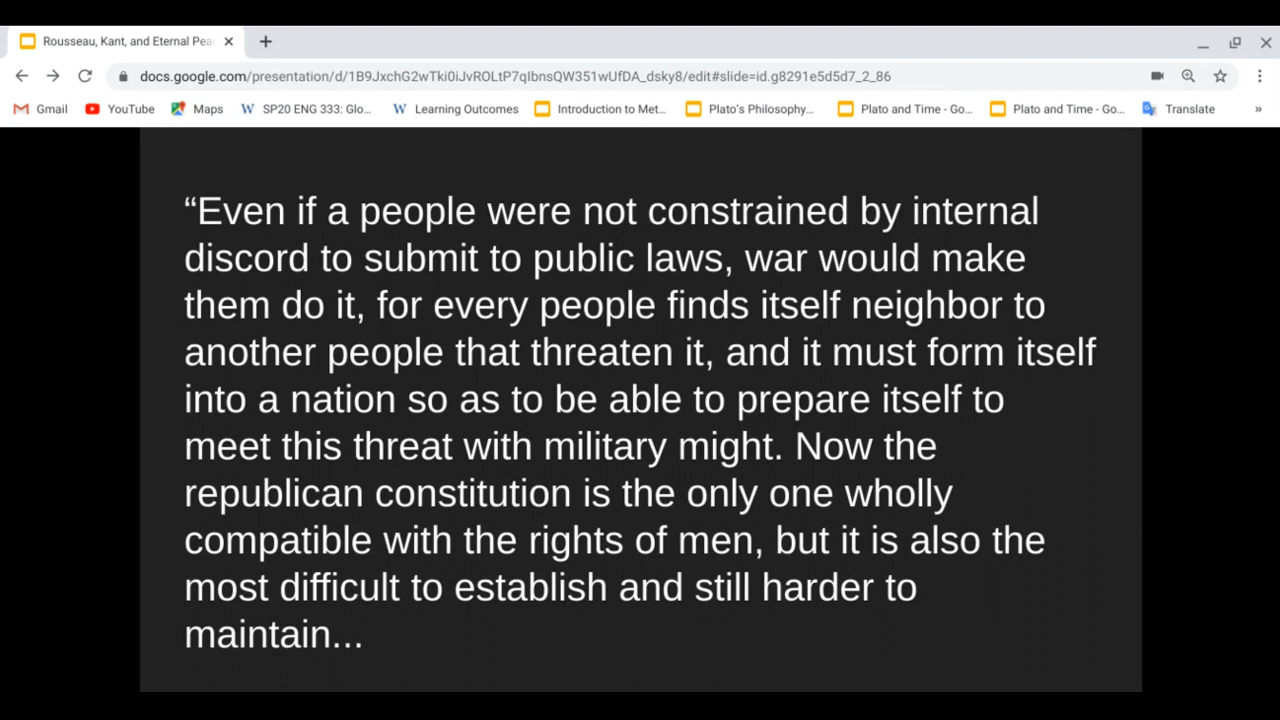 Rousseau, Kant, and Eternal Pea
docs.google.com/presentation/d/1B9JxchG2wTki0iJvROLtP7qIbnsQW351wUfDA_dsky8/edit#slide=id.g8291e5d5d7_2_86
Gmail YouTube Maps SP20 ENG 333: Glo... Learning Outcomes Introduction to Met... Plato's Philosophy... Plato and Time - Go... Plato and Time - Go... Translate »
“Even if a people were not constrained by internal
discord to submit to public laws, war would make
them do it, for every people finds itself neighbor to
another people that threaten it, and it must form itself
into a nation so as to be able to prepare itself to
meet this threat with military might. Now the
republican constitution is the only one wholly
compatible with the rights of men, but it is also the
most difficult to establish and still harder to
maintain...